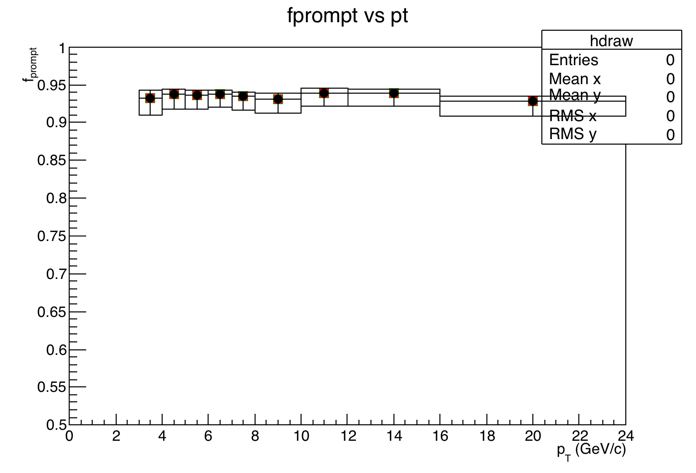 fprompt vs pt
hdraw
Entries 0
Mean x 0
Mean y 0
RMS x 0
RMS y 0
fprompt
1
0.95
0.9
0.85
0.8
0.75
0.7
0.65
0.6
0.55
0.5
0 2 4 6 8 10 12 14 16 18 20 22 24
pT (GeV/c)